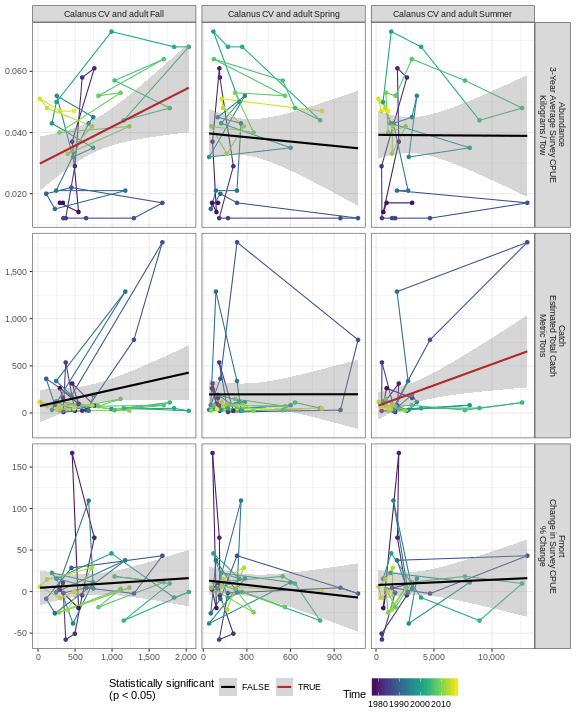 Calanus CV and adult Fall
Calanus CV and adult Spring
Calanus CV and adult Summer
0.060
0.040
0.020
Abundance
3-Year Average Survey CPUE
Kilograms / Tow
1,500
1,000
500
0
Catch
Estimated Total Catch
Metric Tons
150
100
50
0
-50
Fmort
Change in Survey CPUE
% Change
0 500 1,000 1,500 2,000
0 300 600 900
0 5,000 10,000
Statistically significant
(p < 0.05)
FALSE TRUE
Time
1980 1990 2000 2010